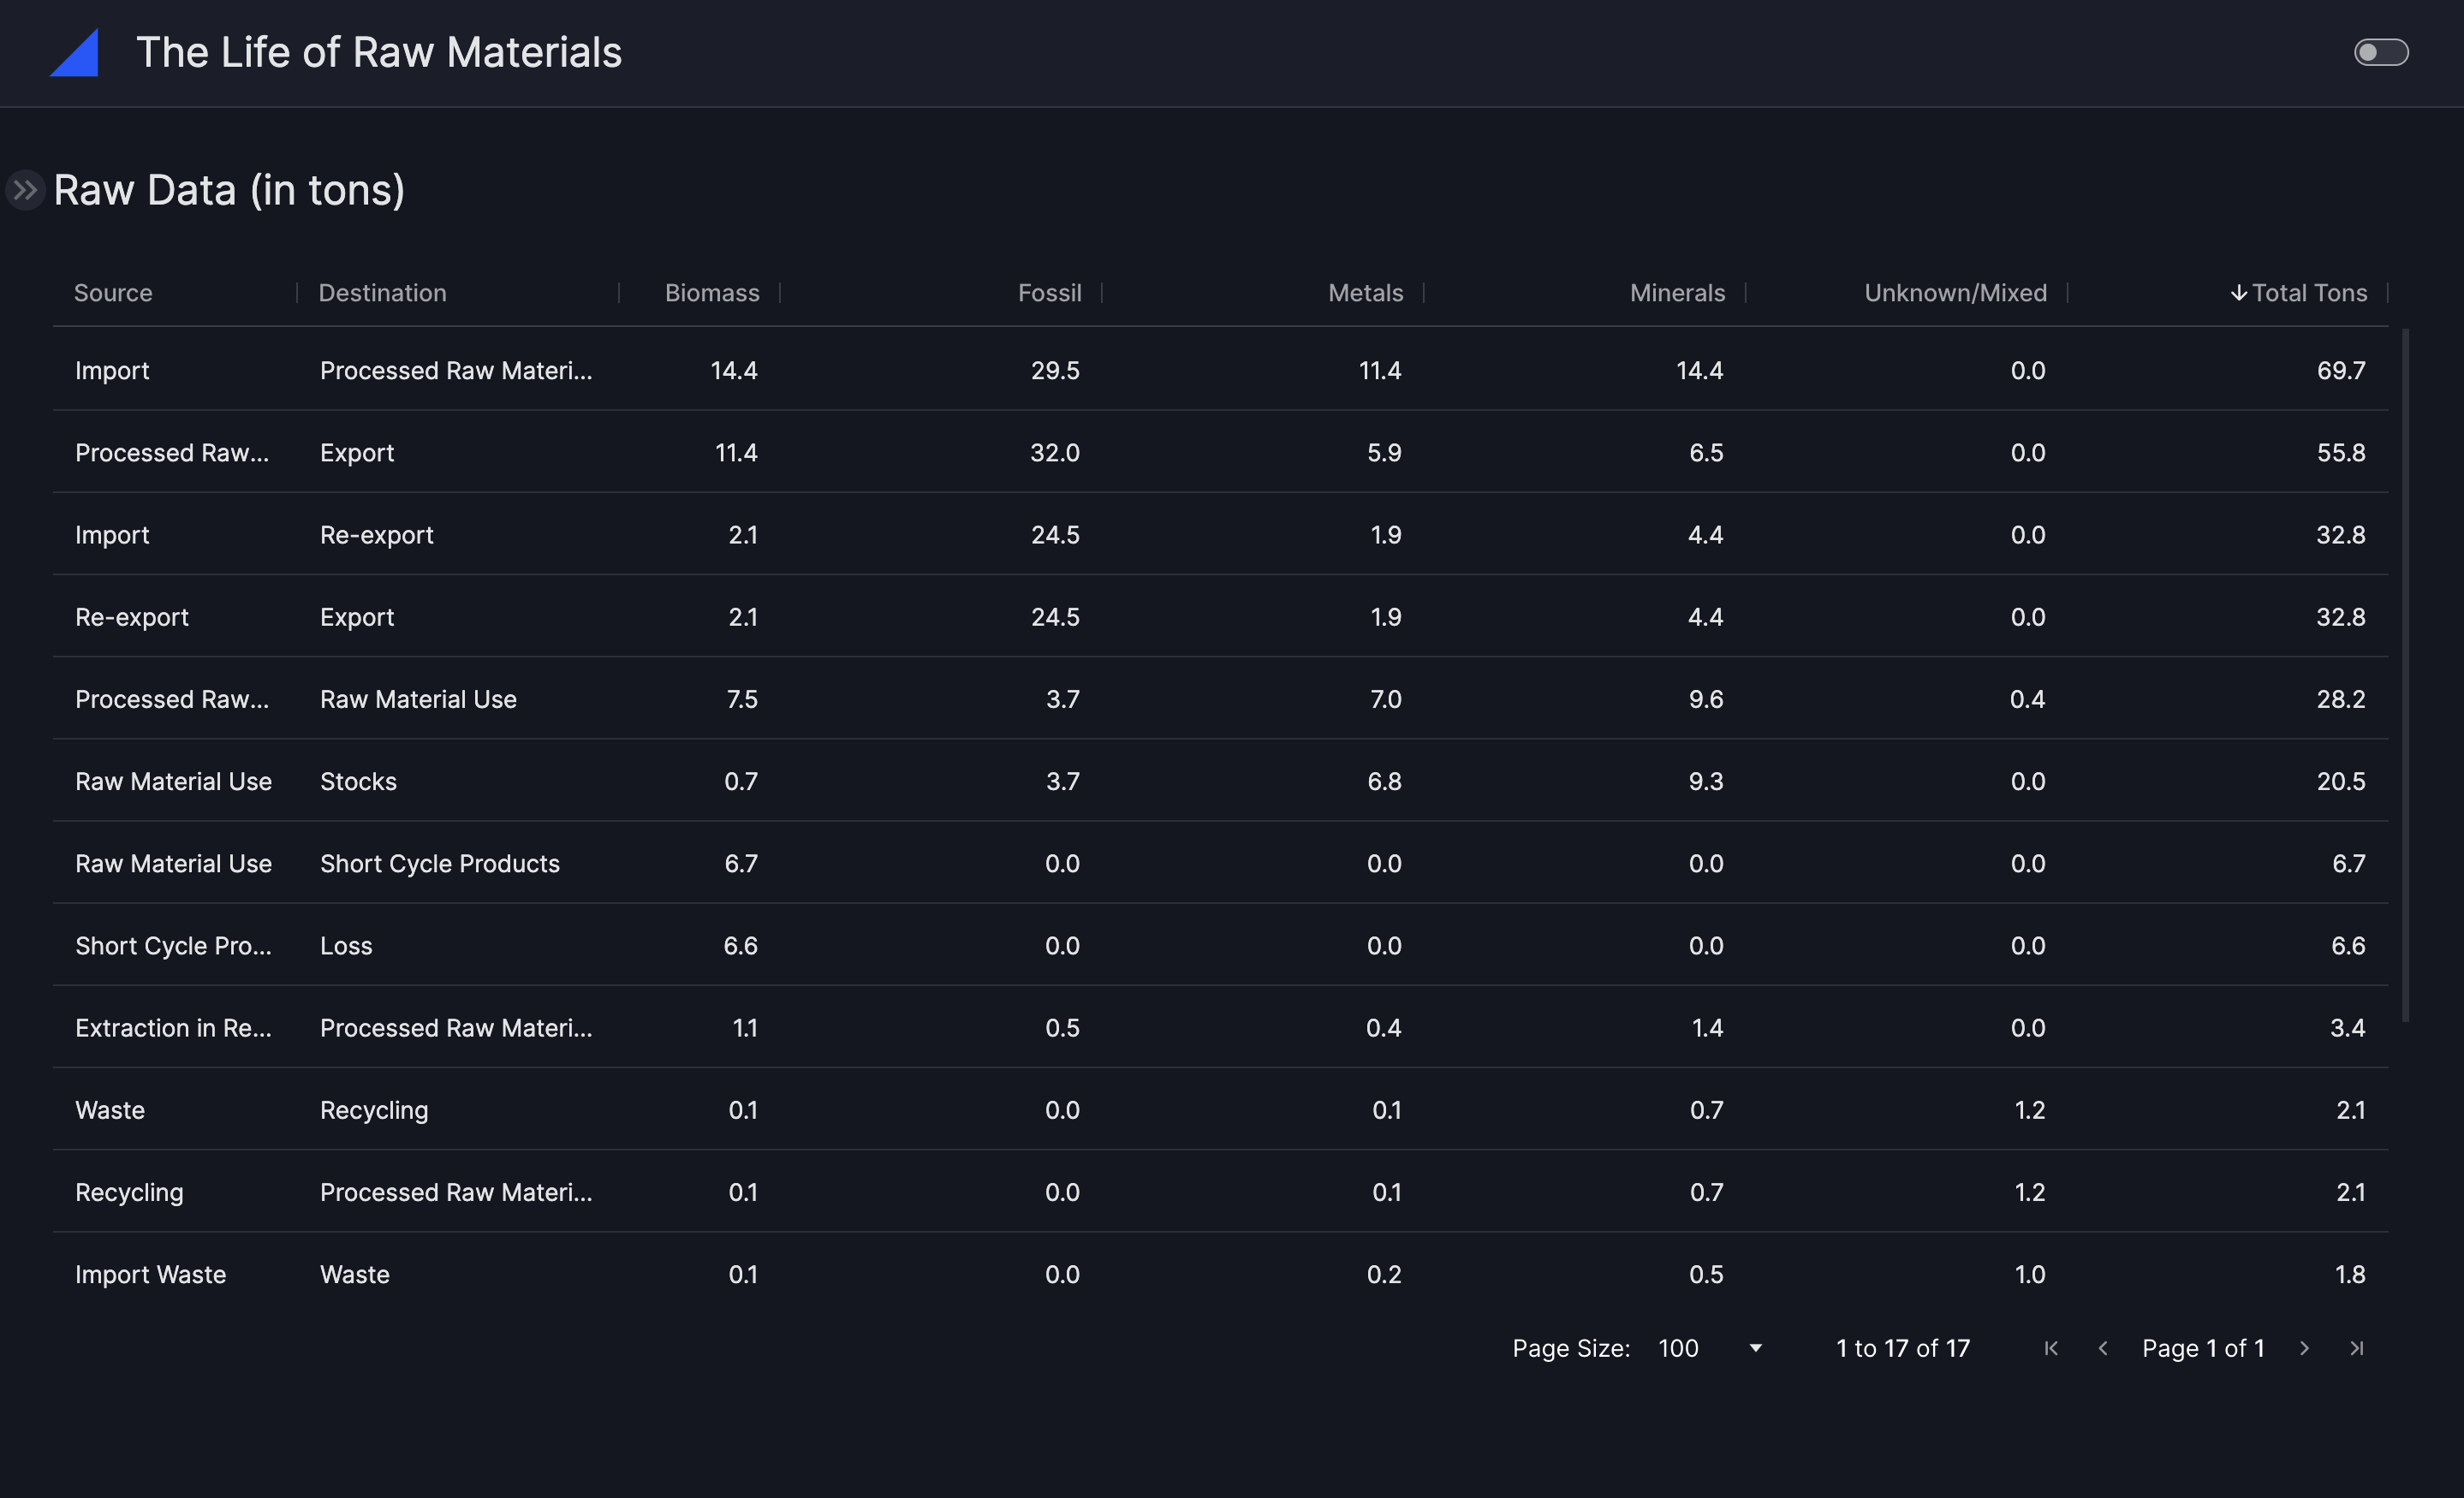 The Life of Raw Materials
Raw Data (in tons)
Source Destination Biomass Fossil Metals Minerals Unknown/Mixed Total Tons
Import Processed Raw Materi... 14.4 29.5 11.4 14.4 0.0 69.7
Processed Raw... Export 11.4 32.0 5.9 6.5 0.0 55.8
Import Re-export 2.1 24.5 1.9 4.4 0.0 32.8
Re-export Export 2.1 24.5 1.9 4.4 0.0 32.8
Processed Raw... Raw Material Use 7.5 3.7 7.0 9.6 0.4 28.2
Raw Material Use Stocks 0.7 3.7 6.8 9.3 0.0 20.5
Raw Material Use Short Cycle Products 6.7 0.0 0.0 0.0 0.0 6.7
Short Cycle Pro... Loss 6.6 0.0 0.0 0.0 0.0 6.6
Extraction in Re... Processed Raw Materi... 1.1 0.5 0.4 1.4 0.0 3.4
Waste Recycling 0.1 0.0 0.1 0.7 1.2 2.1
Recycling Processed Raw Materi... 0.1 0.0 0.1 0.7 1.2 2.1
Import Waste Waste 0.1 0.0 0.2 0.5 1.0 1.8
Page Size: 100 1 to 17 of 17 Page 1 of 1